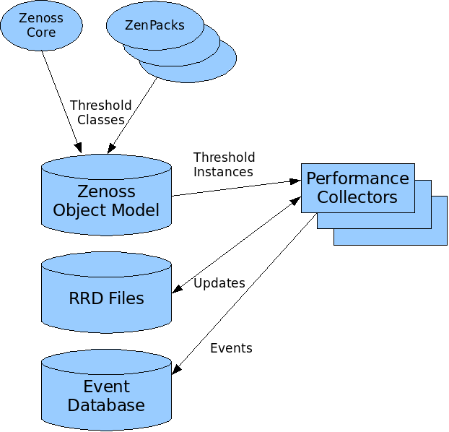 Zenoss
Core
ZenPacks
Threshold
Classes
Threshold
Instances
Zenoss
Object Model
Performance
Collectors
RRD Files
Updates
Events
Event
Database